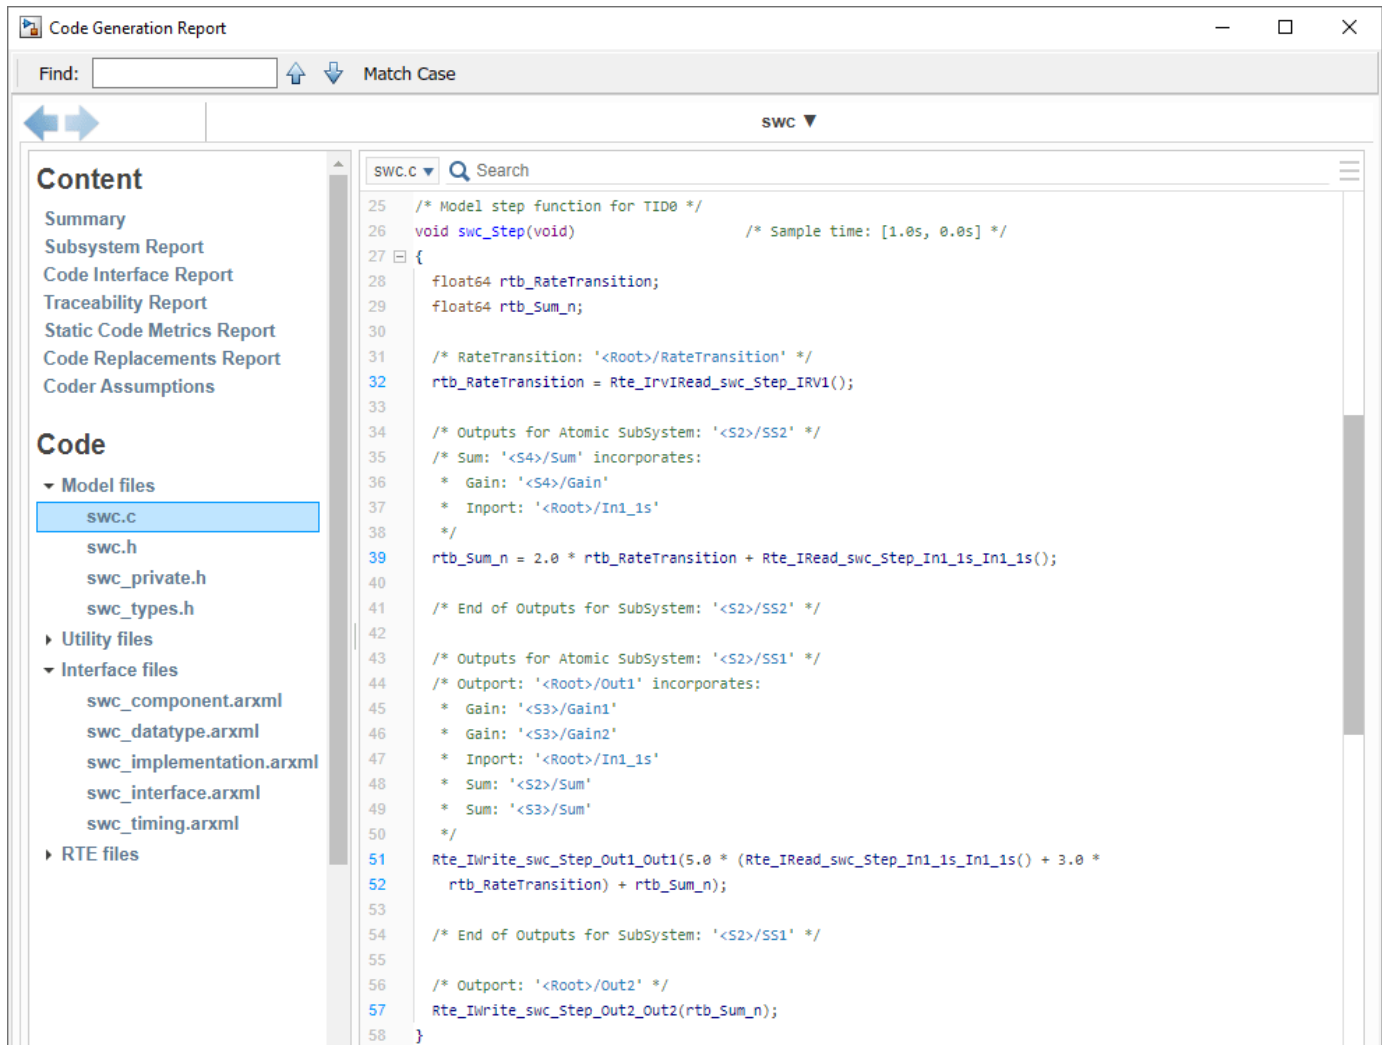 Code Generation Report
Find:
Match Case
swc ▼
Content
Summary
Subsystem Report
Code Interface Report
Traceability Report
Static Code Metrics Report
Code Replacements Report
Coder Assumptions
Code
Model files
swc.c
swc.h
swc_private.h
swc_types.h
Utility files
Interface files
swc_component.arxml
swc_datatype.arxml
swc_implementation.arxml
swc_interface.arxml
swc_timing.arxml
RTE files
swc.c ▼ Search
25 /* Model step function for TID0 */
26 void swc_Step(void) /* Sample time: [1.0s, 0.0s] */
27 {
28 float64 rtb_RateTransition;
29 float64 rtb_Sum_n;
30
31 /* RateTransition: '<Root>/RateTransition' */
32 rtb_RateTransition = Rte_IrvIRead_swc_Step_IRV1();
33
34 /* Outputs for Atomic SubSystem: '<S2>/SS2' */
35 /* Sum: '<S4>/Sum' incorporates:
36 * Gain: '<S4>/Gain'
37 * Inport: '<Root>/In1_1s'
38 */
39 rtb_Sum_n = 2.0 * rtb_RateTransition + Rte_IRead_swc_Step_In1_1s_In1_1s();
40
41 /* End of Outputs for SubSystem: '<S2>/SS2' */
42
43 /* Outputs for Atomic SubSystem: '<S2>/SS1' */
44 /* Outport: '<Root>/Out1' incorporates:
45 * Gain: '<S3>/Gain1'
46 * Gain: '<S3>/Gain2'
47 * Inport: '<Root>/In1_1s'
48 * Sum: '<S2>/Sum'
49 * Sum: '<S3>/Sum'
50 */
51 Rte_IWrite_swc_Step_Out1_Out1(5.0 * (Rte_IRead_swc_Step_In1_1s_In1_1s() + 3.0 *
52 rtb_RateTransition) + rtb_Sum_n);
53
54 /* End of Outputs for SubSystem: '<S2>/SS1' */
55
56 /* Outport: '<Root>/Out2' */
57 Rte_IWrite_swc_Step_Out2_Out2(rtb_Sum_n);
58 }